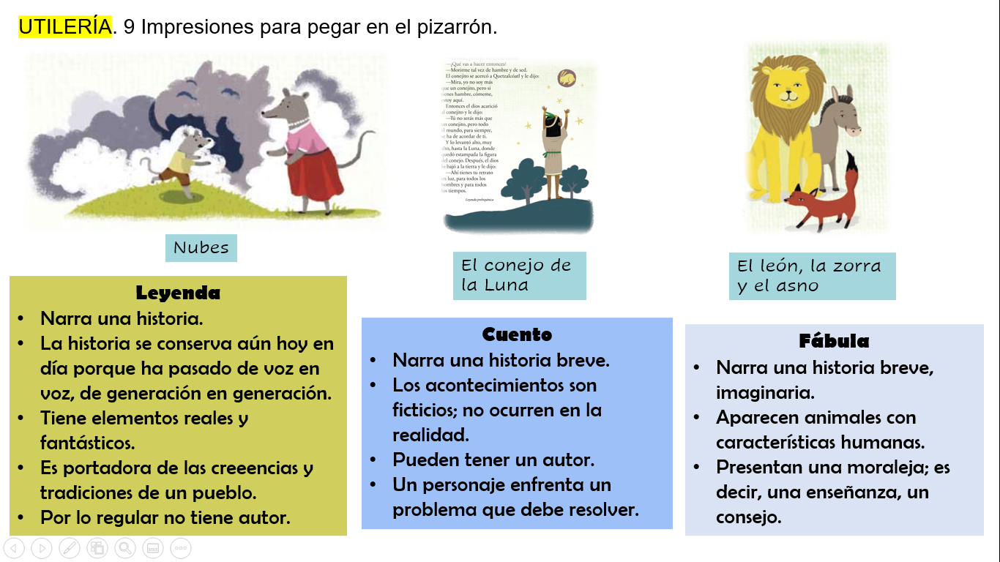 UTILERÍA. 9 Impresiones para pegar en el pizarrón.
—¿Qué vas a hacer entonces?
—Morirme tal vez de hambre y de sed.
El conejito se acercó a Quetzalcóatl y le dijo:
—Mira, yo no soy más
que un conejito, pero si
tienes hambre, cómeme,
estoy aquí.
Entonces el dios acarició
al conejito y le dijo:
—Tú no serás más que
un conejito, pero todo
el mundo, para siempre,
se ha de acordar de ti.
Y lo levantó alto, muy
alto, hasta la Luna, donde
quedó estampada la figura
del conejo. Después, el dios
lo bajó a la tierra y le dijo:
—Ahí tienes tu retrato
en luz, para todos los
hombres y para todos
los tiempos.
Leyenda prehispánica
Nubes
El conejo de
la Luna
El león, la zorra
y el asno
Leyenda
• Narra una historia.
• La historia se conserva aún hoy en
día porque ha pasado de voz en
voz, de generación en generación.
• Tiene elementos reales y
fantásticos.
• Es portadora de las creeencias y
tradiciones de un pueblo.
• Por lo regular no tiene autor.
Cuento
• Narra una historia breve.
• Los acontecimientos son
ficticios; no ocurren en la
realidad.
• Pueden tener un autor.
• Un personaje enfrenta un
problema que debe resolver.
Fábula
• Narra una historia breve,
imaginaria.
• Aparecen animales con
características humanas.
• Presentan una moraleja; es
decir, una enseñanza, un
consejo.